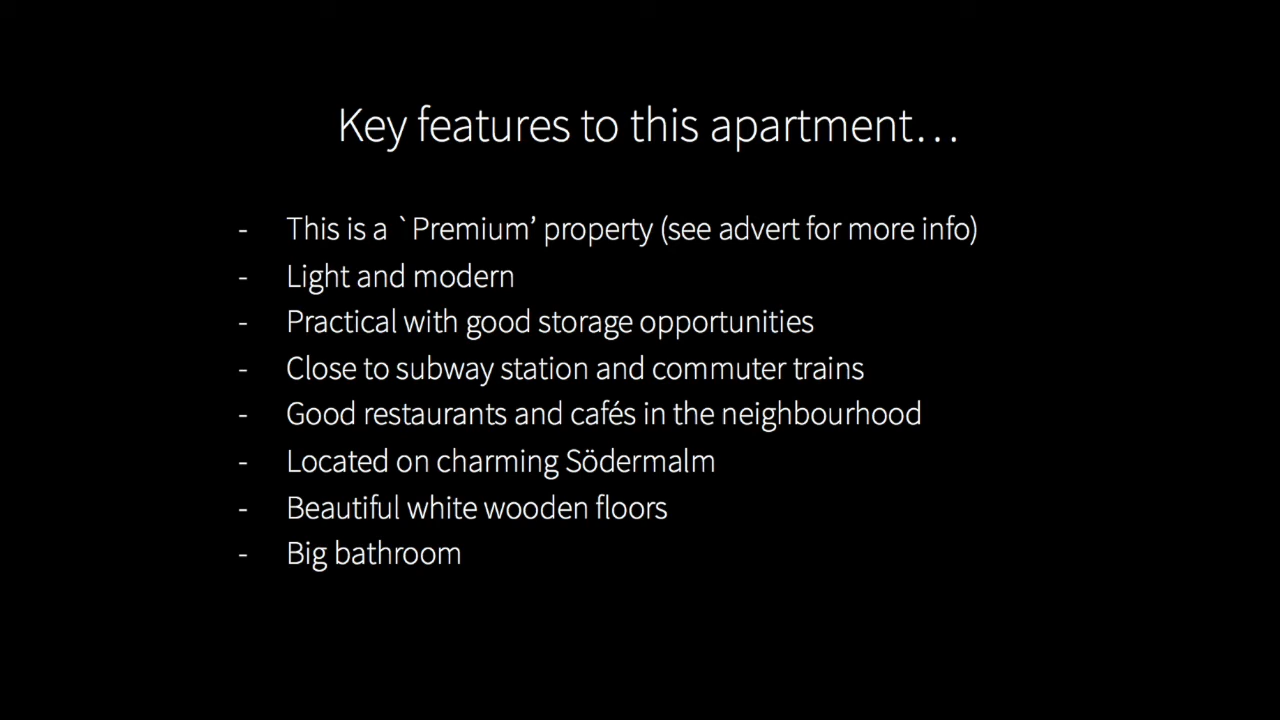 Key features to this apartment…
- This is a `Premium’ property (see advert for more info)
- Light and modern
- Practical with good storage opportunities
- Close to subway station and commuter trains
- Good restaurants and cafés in the neighbourhood
- Located on charming Södermalm
- Beautiful white wooden floors
- Big bathroom